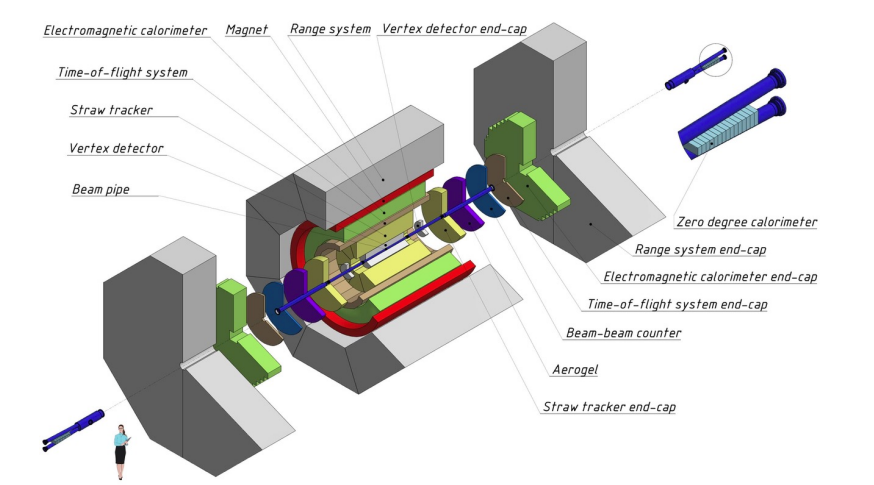 Electromagnetic calorimeter
Magnet
Range system
Vertex detector end-cap
Time-of-flight system
Straw tracker
Vertex detector
Beam pipe
Zero degree calorimeter
Range system end-cap
Electromagnetic calorimeter end-cap
Time-of-flight system end-cap
Beam-beam counter
Aerogel
Straw tracker end-cap